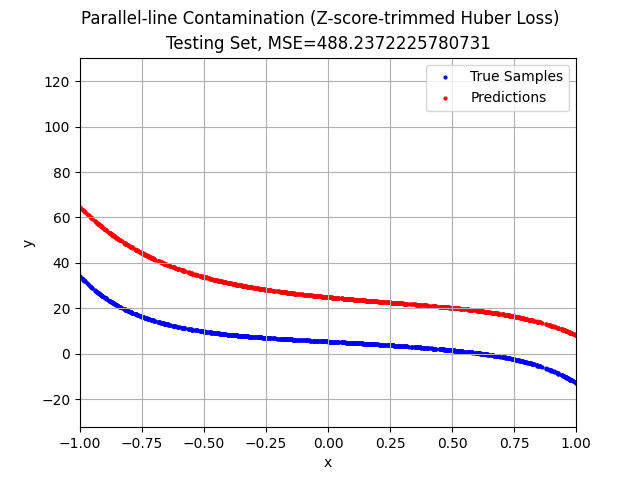 Parallel-line Contamination (Z-score-trimmed Huber Loss)
Testing Set, MSE=488.2372225780731
True Samples
Predictions
120
100
80
60
40
20
0
−20
y
−1.00 −0.75 −0.50 −0.25 0.00 0.25 0.50 0.75 1.00
x